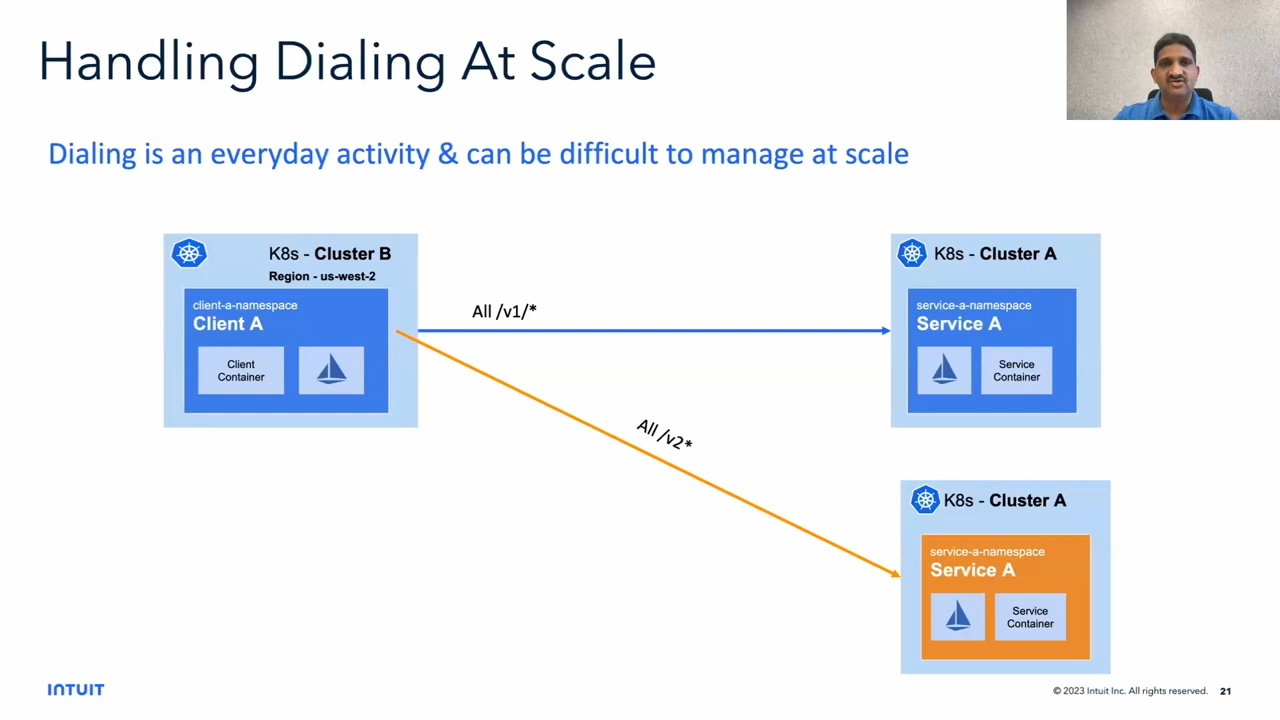 Handling Dialing At Scale
Dialing is an everyday activity & can be difficult to manage at scale
K8s - Cluster B
Region - us-west-2
client-a-namespace
Client A
Client
Container
All /v1/*
All /v2*
K8s - Cluster A
service-a-namespace
Service A
Service
Container
K8s - Cluster A
service-a-namespace
Service A
Service
Container
INTUIT
© 2023 Intuit Inc. All rights reserved. 21